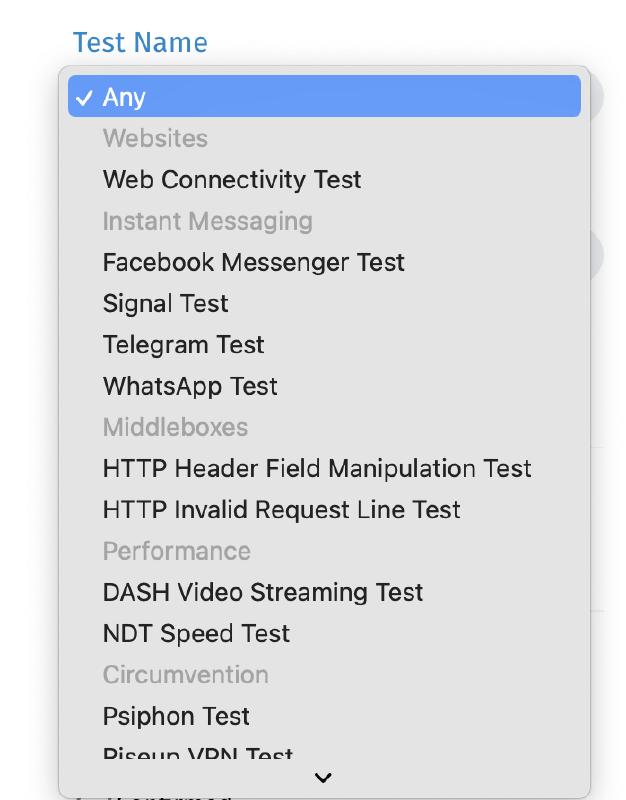 Test Name
Any
Websites
Web Connectivity Test
Instant Messaging
Facebook Messenger Test
Signal Test
Telegram Test
WhatsApp Test
Middleboxes
HTTP Header Field Manipulation Test
HTTP Invalid Request Line Test
Performance
DASH Video Streaming Test
NDT Speed Test
Circumvention
Psiphon Test
Riseup VPN Test